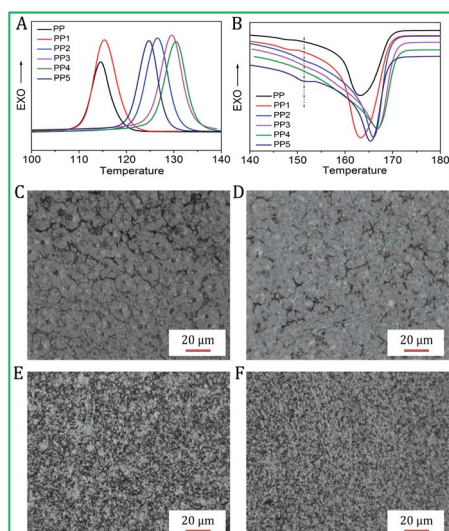 A
PP
PP1
PP2
PP3
PP4
PP5
EXO
100 110 120 130 140
Temperature
B
PP
PP1
PP2
PP3
PP4
PP5
EXO
140 150 160 170 180
Temperature
C
20 μm
D
20 μm
E
20 μm
F
20 μm